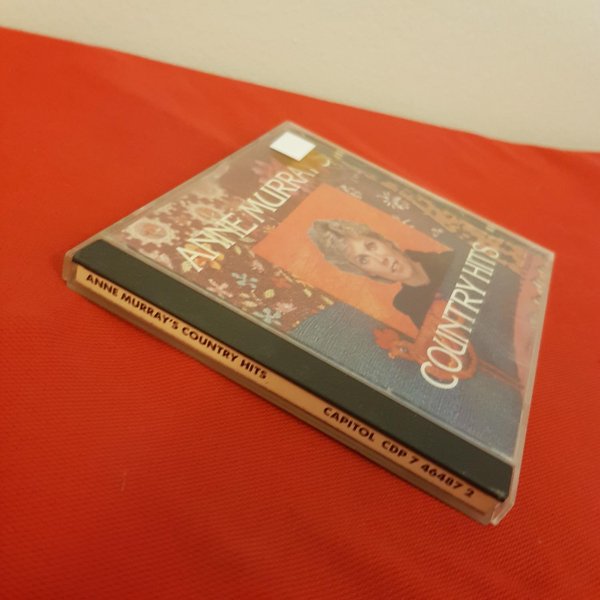 ANNE MURRAY'S
COUNTRY HITS
ANNE MURRAY'S COUNTRY HITS CAPITOL CDP 7 46487 2